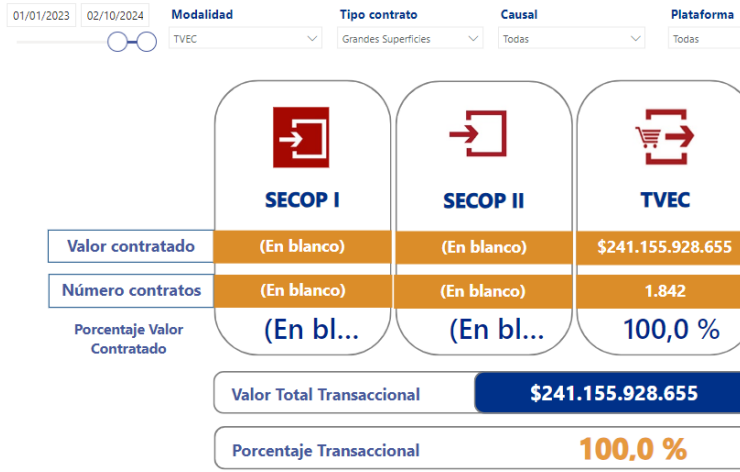 01/01/2023 02/10/2024 Modalidad Tipo contrato Causal Plataforma
TVEC Grandes Superficies Todas Todas
SECOP I SECOP II TVEC
Valor contratado (En blanco) (En blanco) $241.155.928.655
Número contratos (En blanco) (En blanco) 1.842
Porcentaje Valor
Contratado
(En bl... (En bl... 100,0 %
Valor Total Transaccional $241.155.928.655
Porcentaje Transaccional 100,0 %